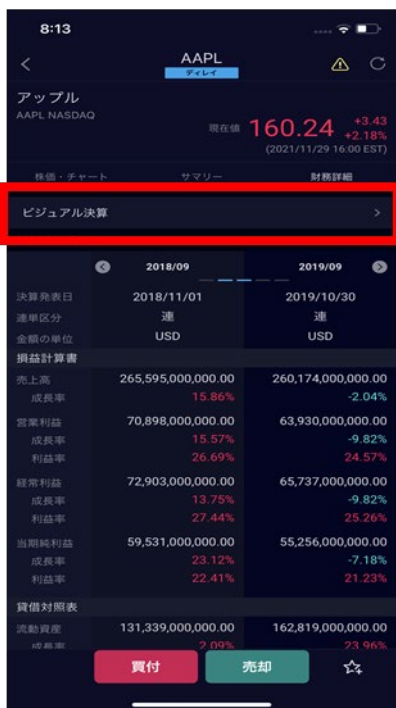 8:13
AAPL
ディレイ
アップル
AAPL NASDAQ
現在値 160.24 +3.43
+2.18%
(2021/11/29 16:00 EST)
株価・チャート サマリー 財務詳細
ビジュアル決算
2018/09 2019/09
決算発表日 2018/11/01 2019/10/30
連単区分 連 連
金額の単位 USD USD
損益計算書
売上高 265,595,000,000.00 260,174,000,000.00
成長率 15.86% -2.04%
営業利益 70,898,000,000.00 63,930,000,000.00
成長率 15.57% -9.82%
利益率 26.69% 24.57%
経常利益 72,903,000,000.00 65,737,000,000.00
成長率 13.75% -9.82%
利益率 27.44% 25.26%
当期純利益 59,531,000,000.00 55,256,000,000.00
成長率 23.12% -7.18%
利益率 22.41% 21.23%
貸借対照表
流動資産 131,339,000,000.00 162,819,000,000.00
成長率 2.09% 23.96%
買付 売却